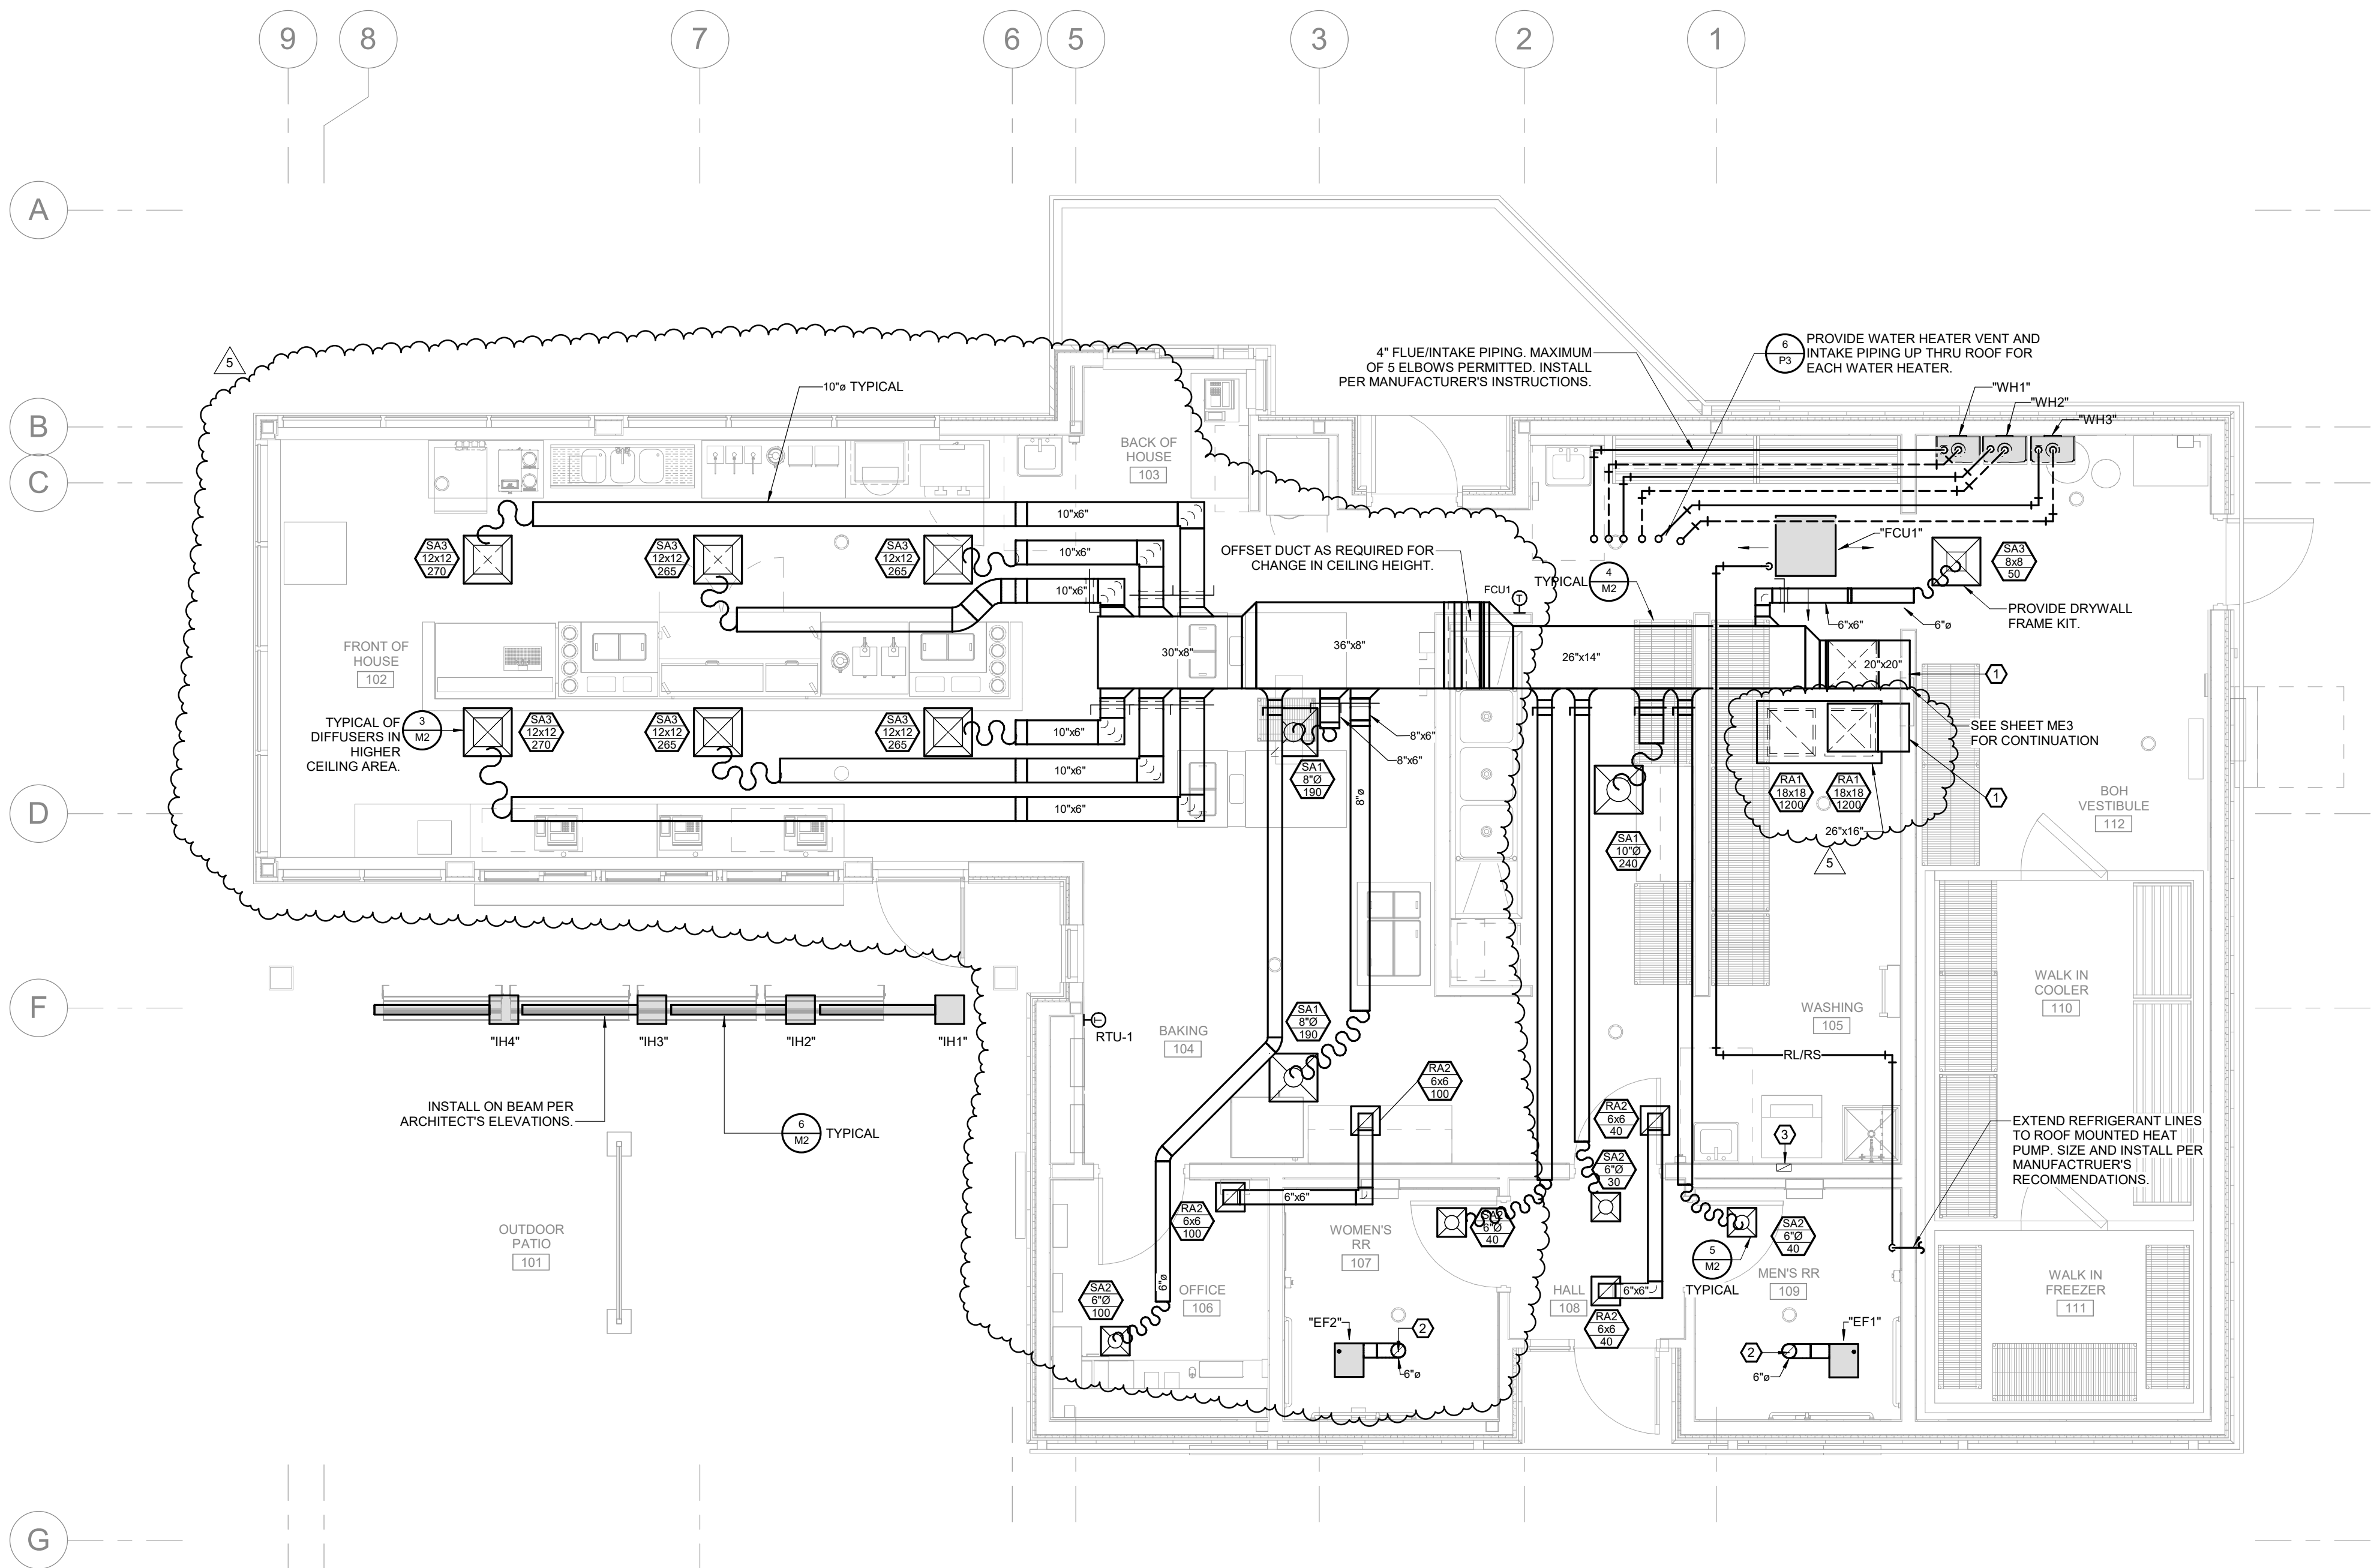 9
8
7
6
5
3
2
1
A
B
C
D
F
G
5
10"ø TYPICAL
4" FLUE/INTAKE PIPING. MAXIMUM
OF 5 ELBOWS PERMITTED. INSTALL
PER MANUFACTURER'S INSTRUCTIONS.
6
P3
PROVIDE WATER HEATER VENT AND
INTAKE PIPING UP THRU ROOF FOR
EACH WATER HEATER.
"WH1"
"WH2"
"WH3"
BACK OF
HOUSE
103
10"x6"
10"x6"
10"x6"
SA3
12x12
270
SA3
12x12
265
SA3
12x12
265
OFFSET DUCT AS REQUIRED FOR
CHANGE IN CEILING HEIGHT.
FCU1
T
TYPICAL
4
M2
"FCU1"
SA3
8x8
50
PROVIDE DRYWALL
FRAME KIT.
6"x6"
6"ø
FRONT OF
HOUSE
102
30"x8"
36"x8"
26"x14"
20"x20"
1
SEE SHEET ME3
FOR CONTINUATION
TYPICAL OF
DIFFUSERS IN
HIGHER
CEILING AREA.
3
M2
SA3
12x12
270
SA3
12x12
265
SA3
12x12
265
10"x6"
10"x6"
10"x6"
8"x6"
8"x6"
SA1
8"Ø
190
8"ø
RA1
18x18
1200
RA1
18x18
1200
1
26"x16"
5
BOH
VESTIBULE
112
SA1
10"Ø
240
WALK IN
COOLER
110
WASHING
105
"IH4"
"IH3"
"IH2"
"IH1"
T
RTU-1
BAKING
104
SA1
8"Ø
190
RL/RS
INSTALL ON BEAM PER
ARCHITECT'S ELEVATIONS.
6
M2
TYPICAL
RA2
6x6
100
RA2
6x6
40
3
EXTEND REFRIGERANT LINES
TO ROOF MOUNTED HEAT
PUMP. SIZE AND INSTALL PER
MANUFACTRUER'S
RECOMMENDATIONS.
SA2
6"Ø
30
6"x6"
RA2
6x6
100
OUTDOOR
PATIO
101
WOMEN'S
RR
107
SA2
6"Ø
40
SA2
6"Ø
40
5
M2
TYPICAL
MEN'S RR
109
WALK IN
FREEZER
111
6"ø
SA2
6"Ø
100
OFFICE
106
HALL
108
6"x6"
RA2
6x6
40
"EF2"
2
6"ø
"EF1"
2
6"ø